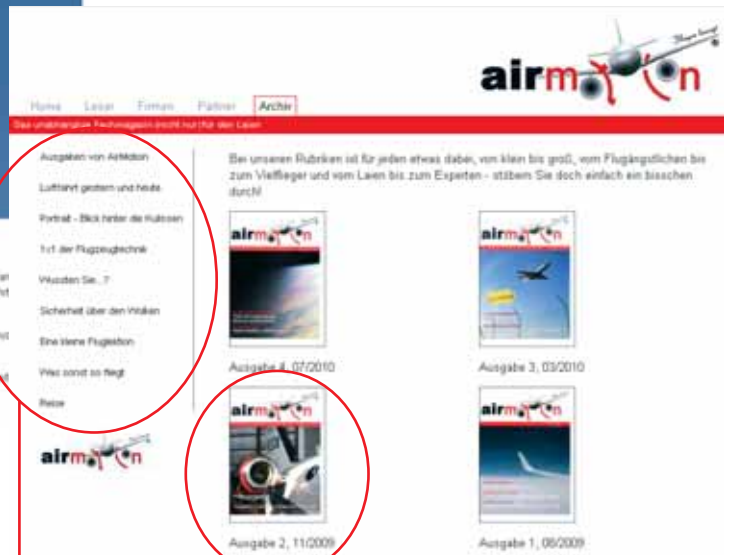 airmotion
Home Leser Firmen Partner Archiv
Das unabhängige Fachmagazin (nicht nur) für den Laien
Ausgaben von AirMotion
Luftfahrt gestern und heute
Portrait - Blick hinter die Kulissen
1x1 der Flugzeugtechnik
Wussten Sie...?
Sicherheit über den Wolken
Eine kleine Fluglektion
Was sonst so fliegt
Reise
airmotion
Bei unseren Rubriken ist für jeden etwas dabei, von klein bis groß, vom Flugängstlichen bis
zum Vielflieger und vom Laien bis zum Experten - stöbern Sie doch einfach ein bisschen
durch!
airmotion
airmotion
Ausgabe 4, 07/2010
Ausgabe 3, 03/2010
airmotion
airmotion
Ausgabe 2, 11/2009
Ausgabe 1, 06/2009